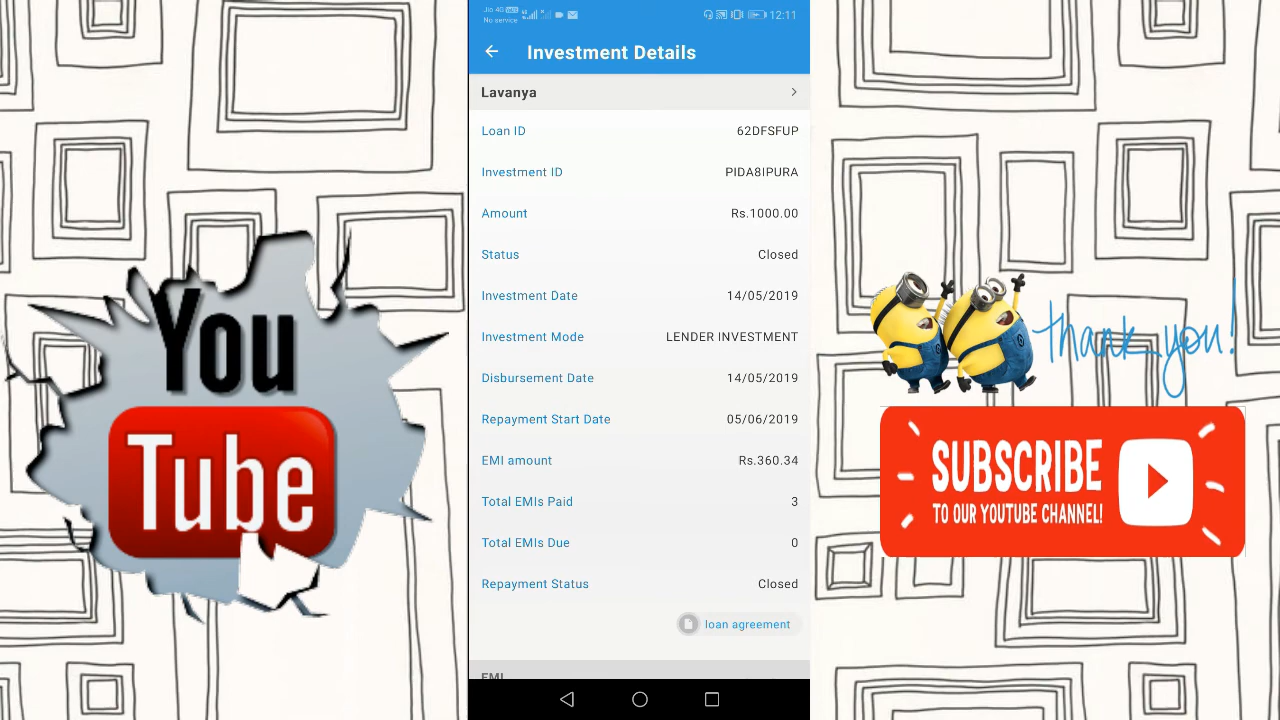 Jio 4G VoLTE
No service
12:11
Investment Details
Lavanya
Loan ID 62DFSFUP
Investment ID PIDA8IPURA
Amount Rs.1000.00
Status Closed
Investment Date 14/05/2019
Investment Mode LENDER INVESTMENT
Disbursement Date 14/05/2019
Repayment Start Date 05/06/2019
EMI amount Rs.360.34
Total EMIs Paid 3
Total EMIs Due 0
Repayment Status Closed
loan agreement
EMI
You
Tube
thank you!
SUBSCRIBE
TO OUR YOUTUBE CHANNEL!